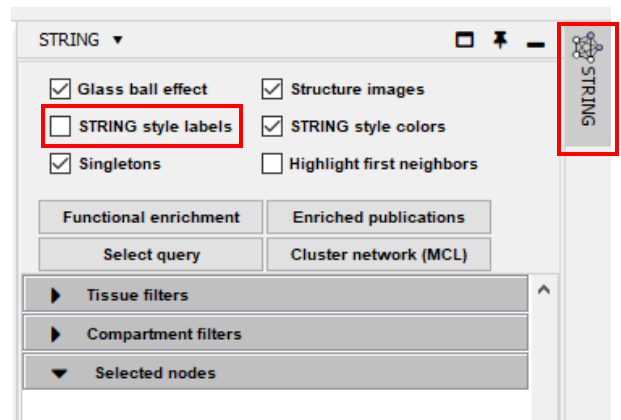 STRING
STRING
Glass ball effect
Structure images
STRING style labels
STRING style colors
Singletons
Highlight first neighbors
Functional enrichment
Enriched publications
Select query
Cluster network (MCL)
Tissue filters
Compartment filters
Selected nodes